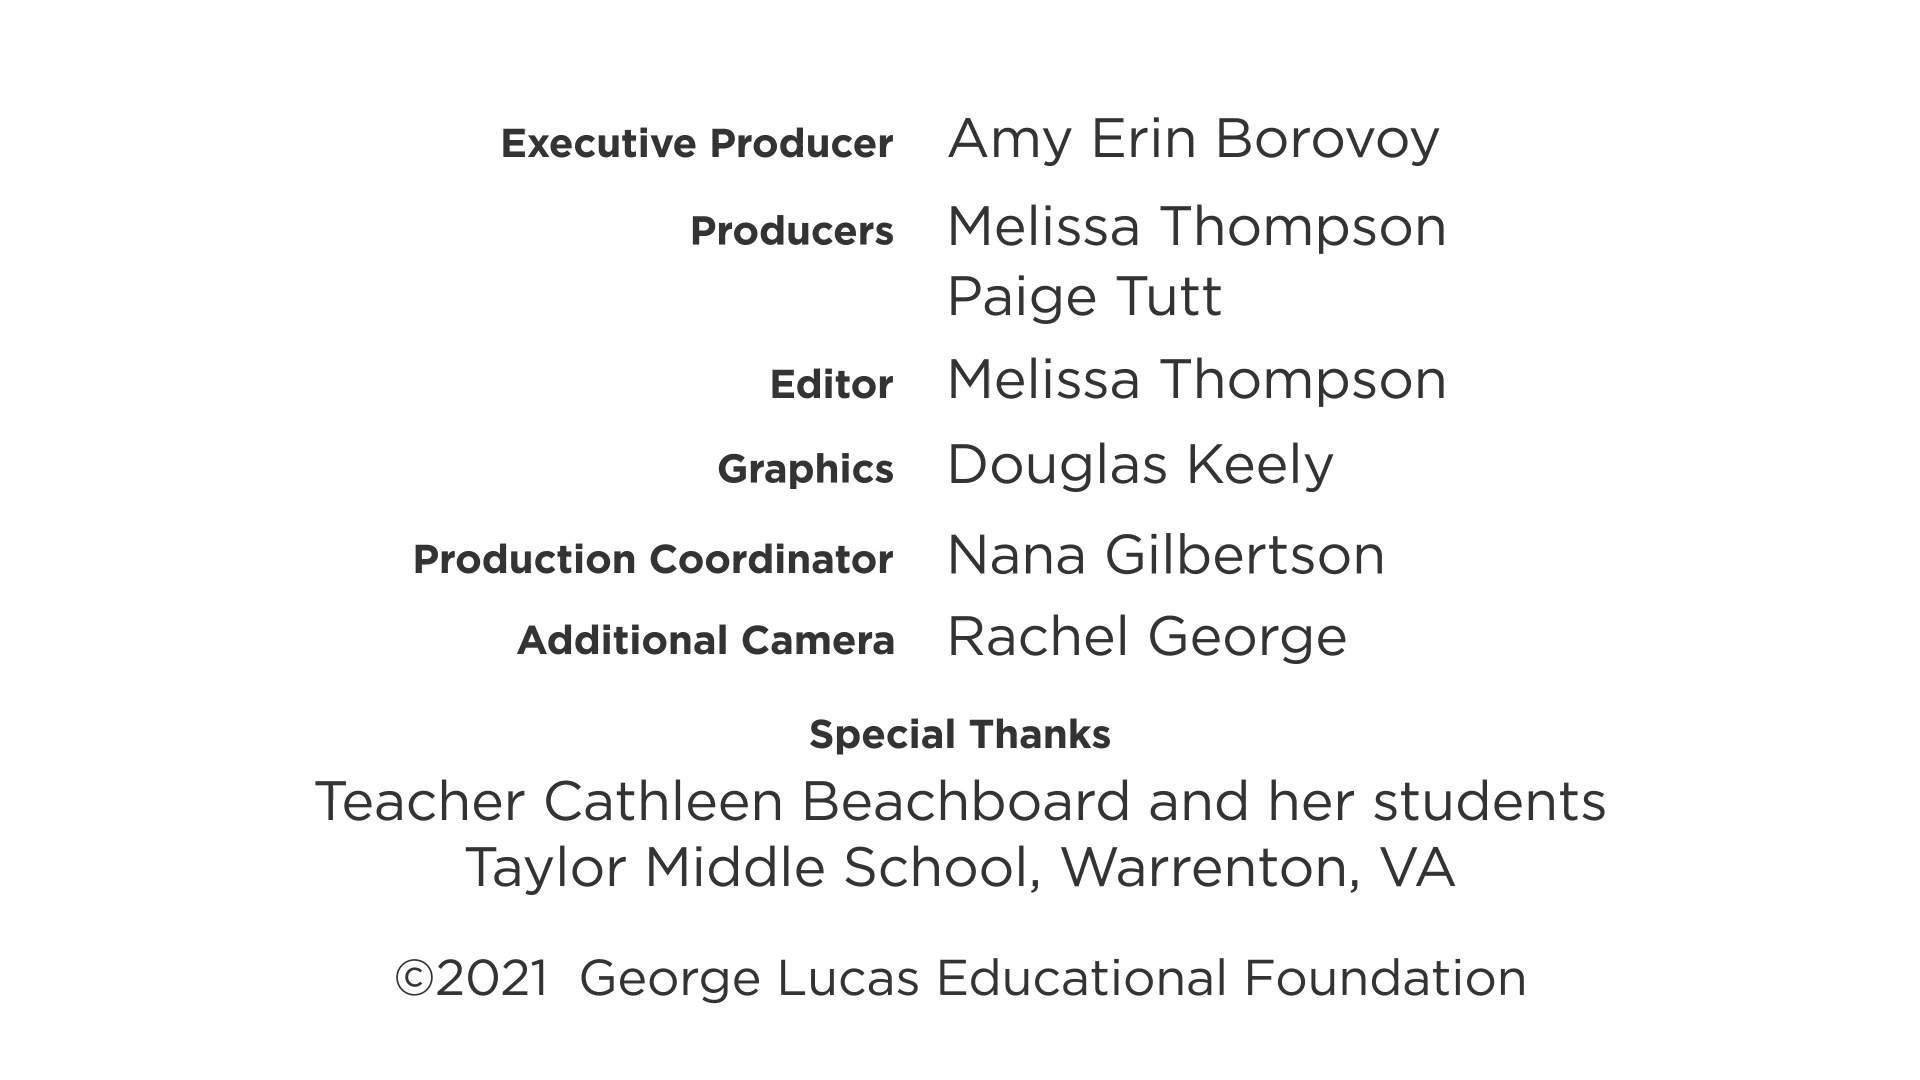 Executive Producer Amy Erin Borovoy
Producers Melissa Thompson
Paige Tutt
Editor Melissa Thompson
Graphics Douglas Keely
Production Coordinator Nana Gilbertson
Additional Camera Rachel George
Special Thanks
Teacher Cathleen Beachboard and her students
Taylor Middle School, Warrenton, VA
©2021 George Lucas Educational Foundation